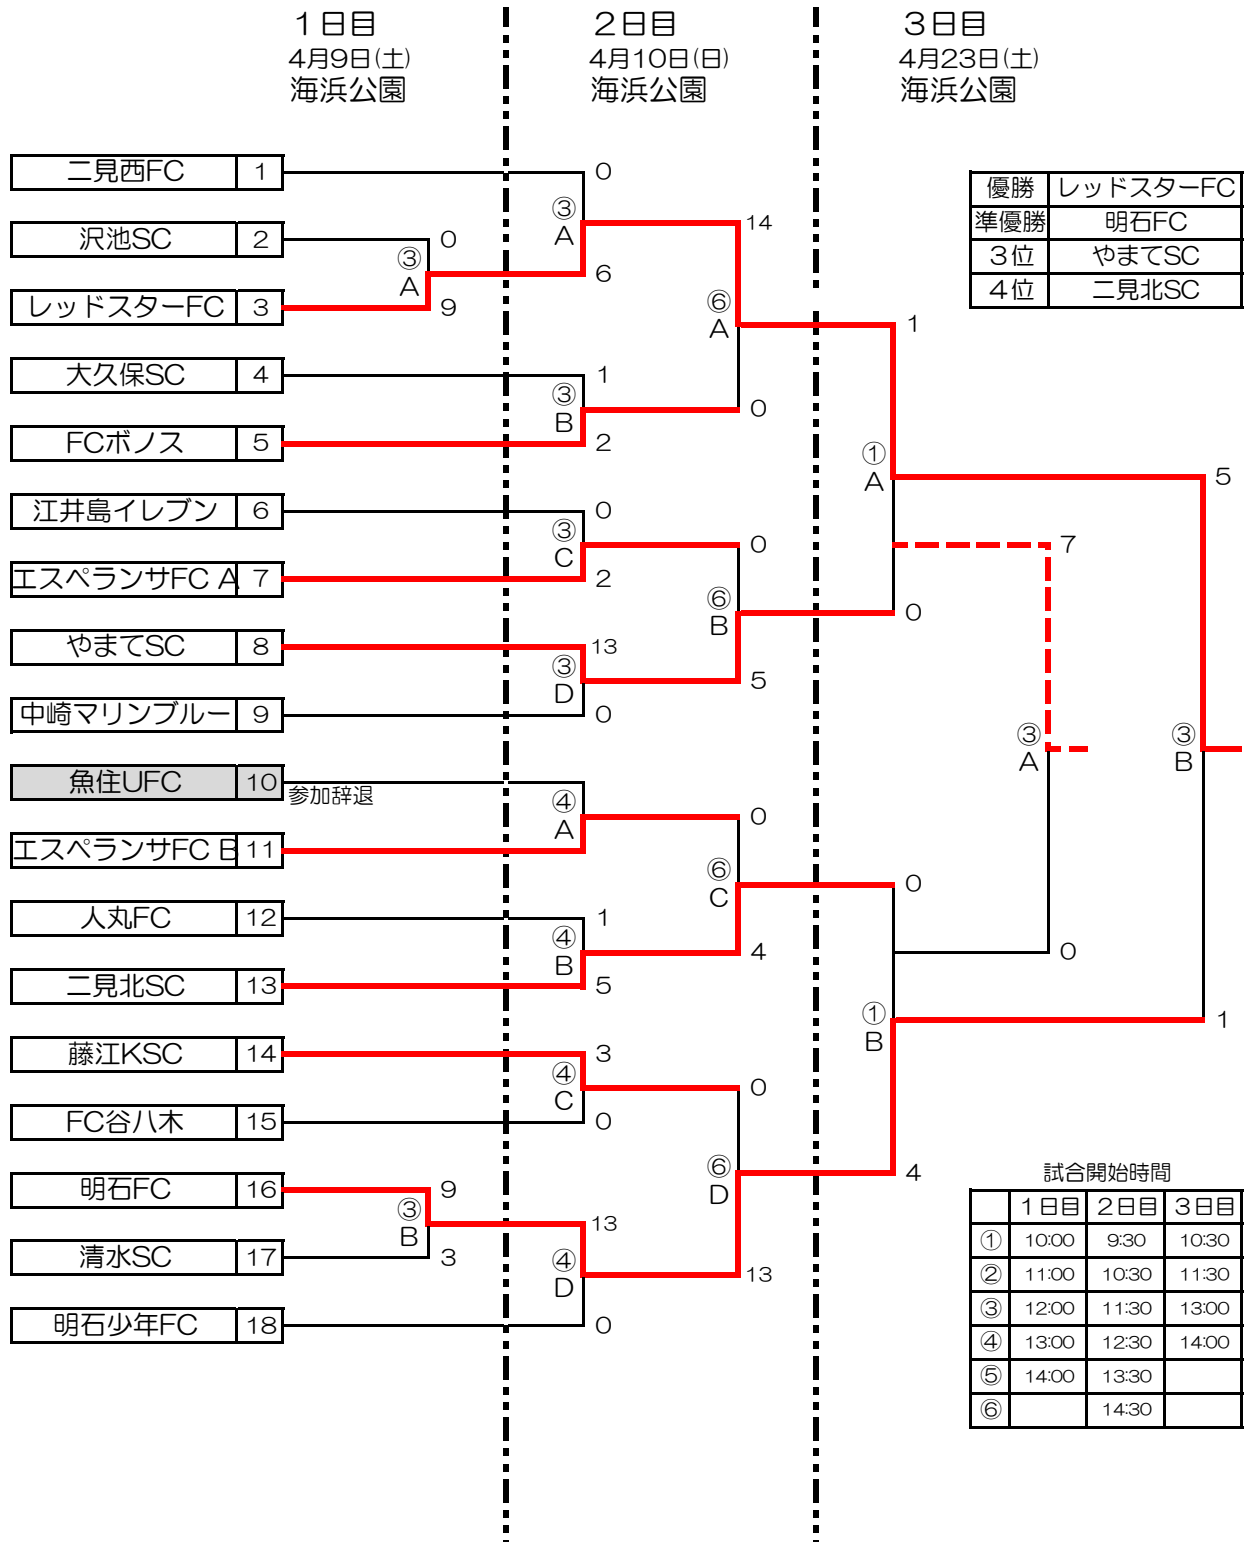 １日目
4月9日(土)
海浜公園
２日目
4月10日(日)
海浜公園
３日目
4月23日(土)
海浜公園
二見西FC 1
沢池SC 2
レッドスターFC 3
大久保SC 4
FCボノス 5
江井島イレブン 6
エスペランサFC A 7
やまてSC 8
中崎マリンブルー 9
魚住UFC 10
参加辞退
エスペランサFC B 11
人丸FC 12
二見北SC 13
藤江KSC 14
FC谷八木 15
明石FC 16
清水SC 17
明石少年FC 18
0
③
A
9
9
③
B
3
0
③
A
6
1
③
B
2
0
③
C
2
13
③
D
0
④
A
1
④
B
5
3
④
C
0
13
④
D
0
14
⑥
A
0
0
⑥
B
5
0
⑥
C
4
0
⑥
D
13
1
①
A
0
0
①
B
4
7
③
A
0
5
③
B
1
優勝 レッドスターFC
準優勝 明石FC
３位 やまてSC
４位 二見北SC
試合開始時間
１日目 2日目 3日目
① 10:00 9:30 10:30
② 11:00 10:30 11:30
③ 12:00 11:30 13:00
④ 13:00 12:30 14:00
⑤ 14:00 13:30
⑥ 14:30